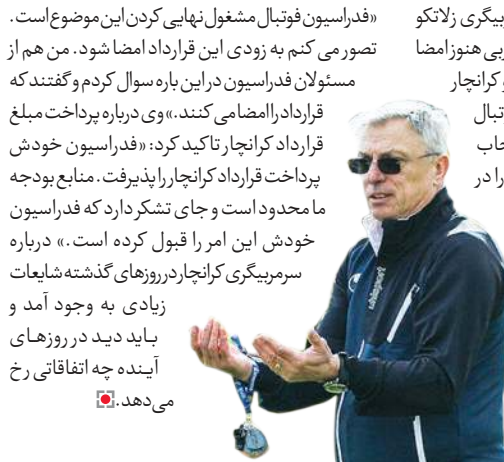 بیگری زلاتکو
ربی هنوز امضا
کرانچار
تبال
را در
«فدراسیون فوتبال مشغول نهایی کردن این موضوع است.
تصور می کنم به زودی این قرارداد امضا شود. من هم از
مسئولان فدراسیون در این باره سوال کردم و گفتند که
قرارداد را امضا می کنند.» وی درباره پرداخت مبلغ
قرارداد کرانچار تاکید کرد: «فدراسیون خودش
پرداخت قرارداد کرانچار را پذیرفت. منابع بودجه
ما محدود است و جای تشکر دارد که فدراسیون
خودش این امر را قبول کرده است.» درباره
سرمربیگری کرانچار در روزهای گذشته شایعات
زیادی به وجود آمد و
باید دید در روزهای
آینده چه اتفاقاتی رخ
می‌دهد.
uhlsport